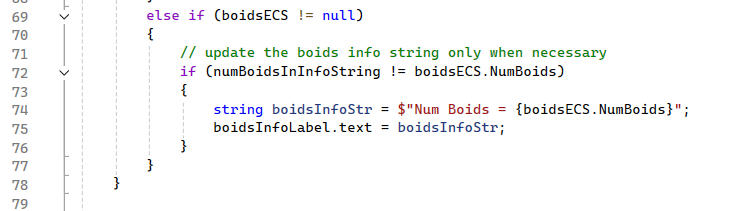 69 else if (boidsECS != null)
70 {
71 // update the boids info string only when necessary
72 if (numBoidsInInfoString != boidsECS.NumBoids)
73 {
74 string boidsInfoStr = $"Num Boids = {boidsECS.NumBoids}";
75 boidsInfoLabel.text = boidsInfoStr;
76 }
77 }
78 }
79